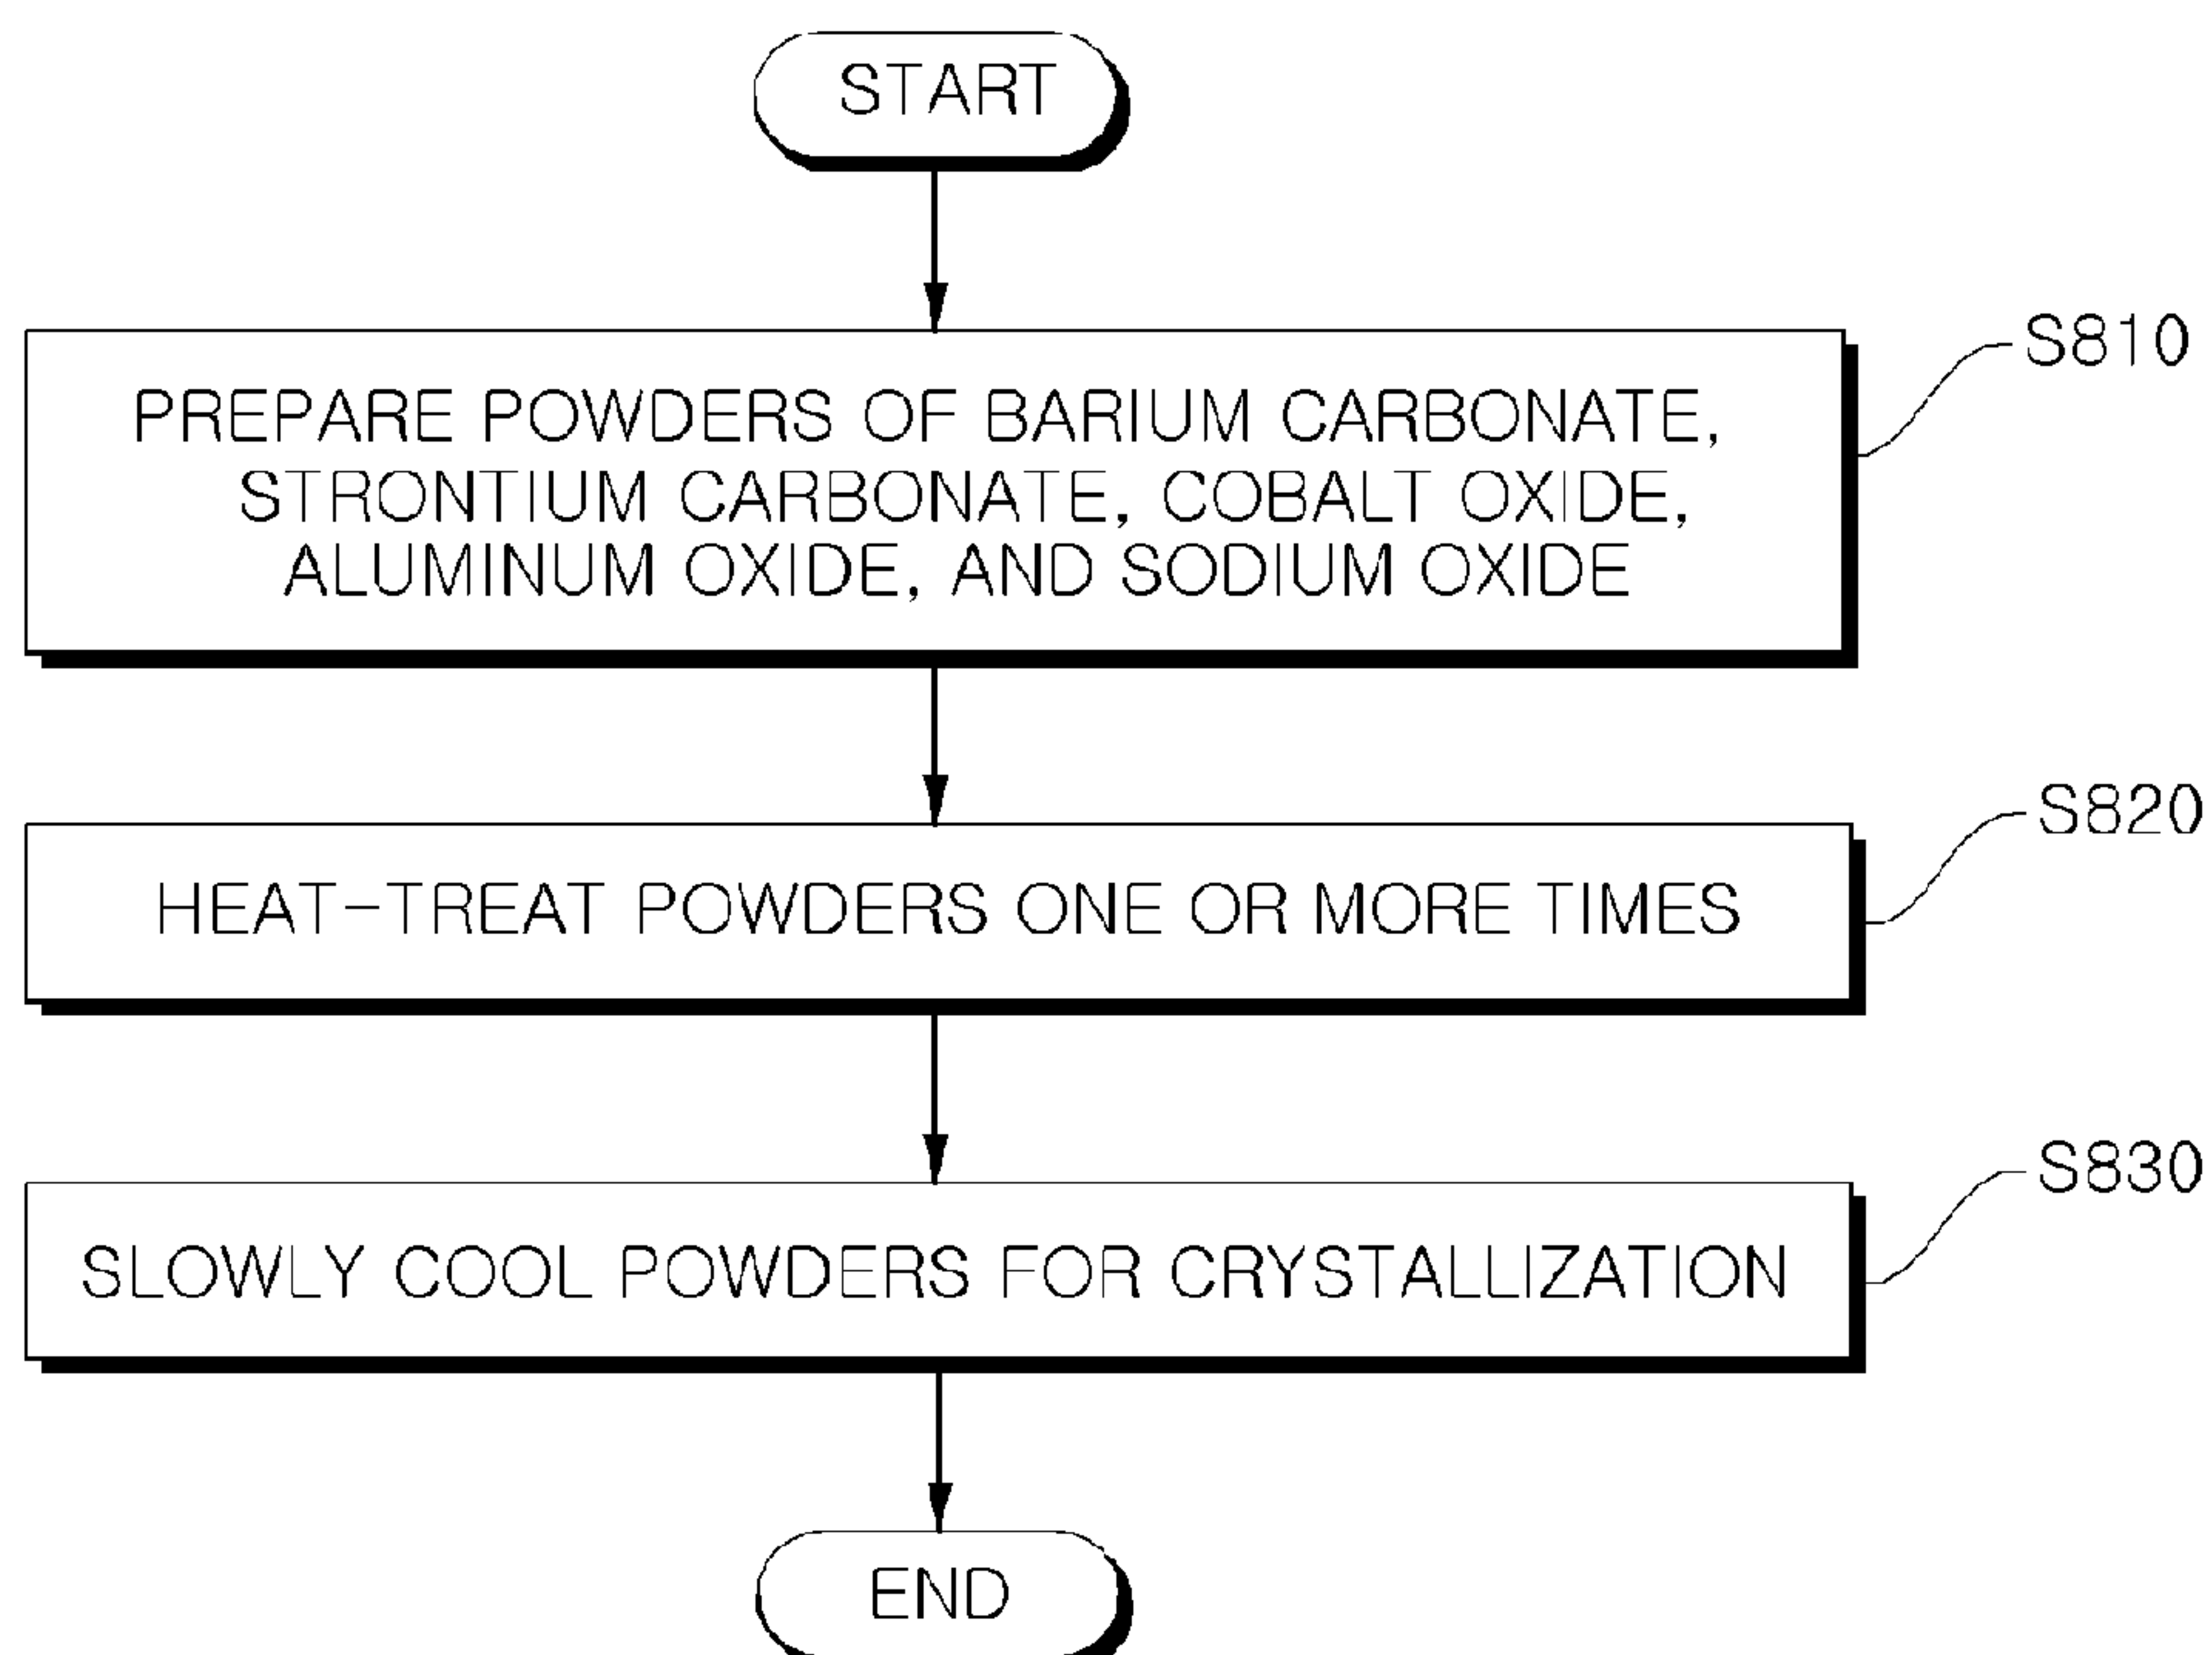 START
S810
PREPARE POWDERS OF BARIUM CARBONATE,
STRONTIUM CARBONATE, COBALT OXIDE,
ALUMINUM OXIDE, AND SODIUM OXIDE
S820
HEAT-TREAT POWDERS ONE OR MORE TIMES
S830
SLOWLY COOL POWDERS FOR CRYSTALLIZATION
END